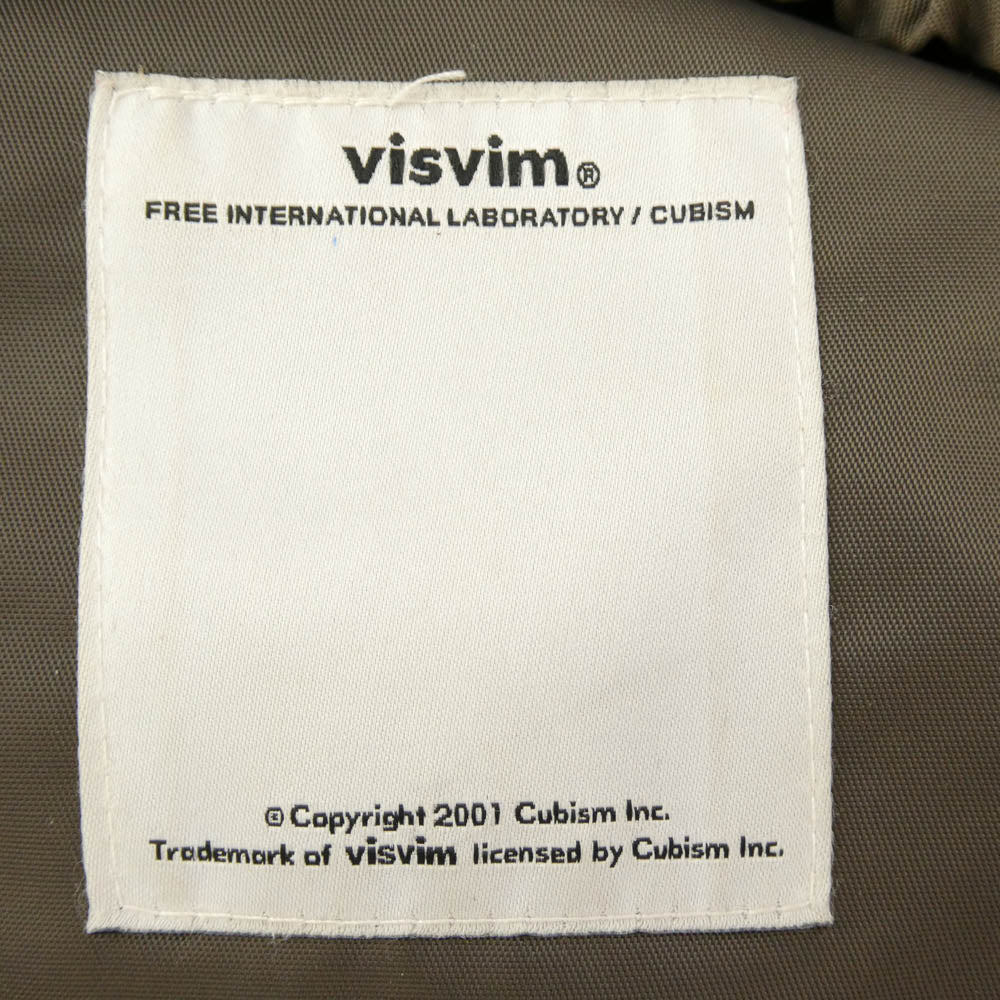 visvim®
FREE INTERNATIONAL LABORATORY / CUBISM
© Copyright 2001 Cubism Inc.
Trademark of visvim licensed by Cubism Inc.